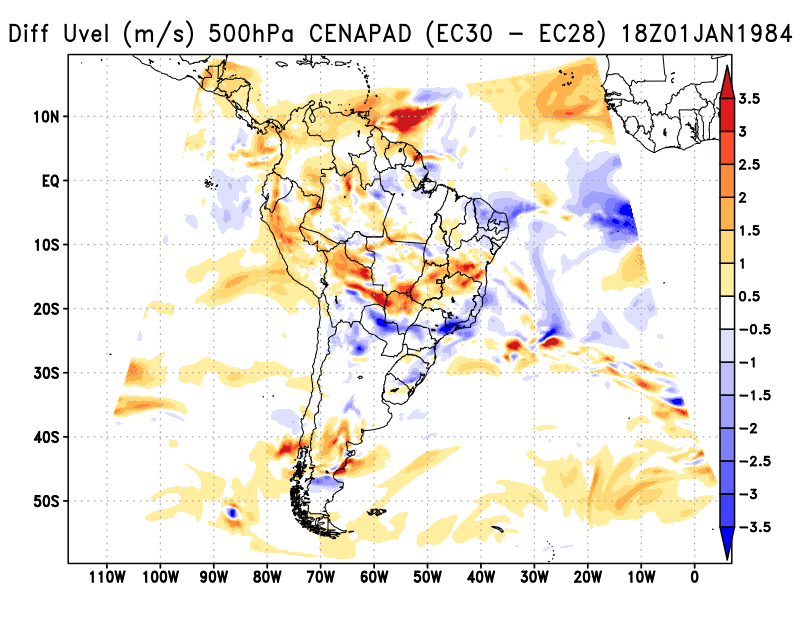 Diff Uvel (m/s) 500hPa CENAPAD (EC30 − EC28) 18Z01JAN1984
10N
EQ
10S
20S
30S
40S
50S
110W 100W 90W 80W 70W 60W 50W 40W 30W 20W 10W 0
3.5
3
2.5
2
1.5
1
0.5
−0.5
−1
−1.5
−2
−2.5
−3
−3.5